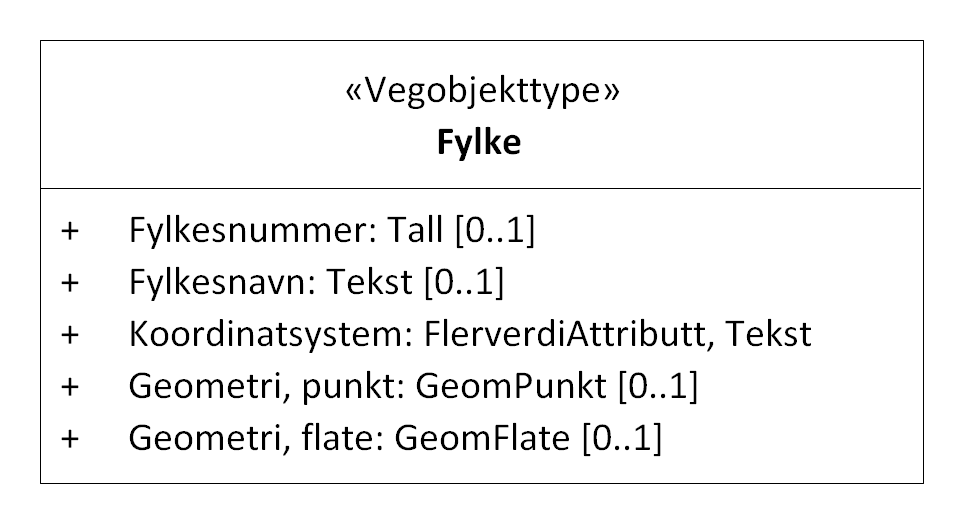 «Vegobjekttype»
Fylke
+ Fylkesnummer: Tall [0..1]
+ Fylkesnavn: Tekst [0..1]
+ Koordinatsystem: FlerverdiAttributt, Tekst
+ Geometri, punkt: GeomPunkt [0..1]
+ Geometri, flate: GeomFlate [0..1]